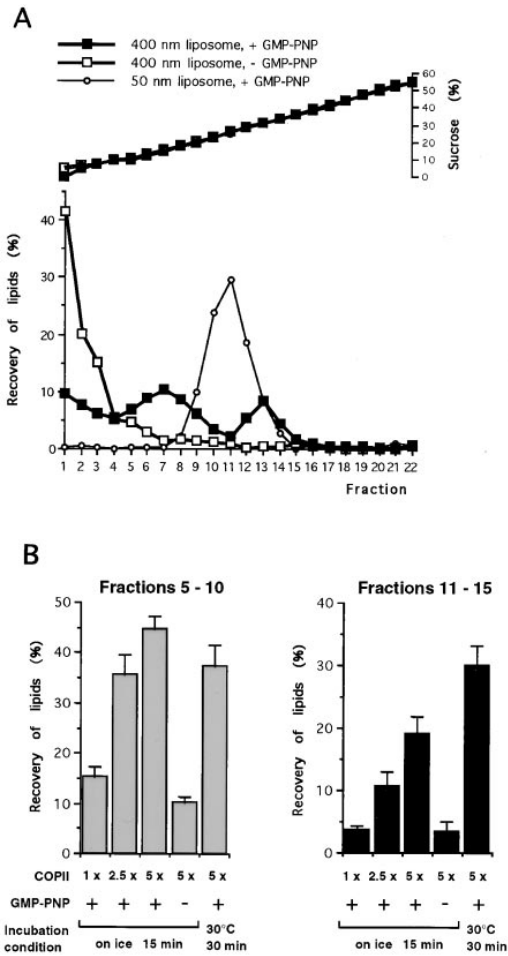 A
400 nm liposome, + GMP-PNP
400 nm liposome, - GMP-PNP
50 nm liposome, + GMP-PNP
60
50
40
30
20
10
0
Sucrose (%)
40
30
20
10
0
Recovery of lipids (%)
1 2 3 4 5 6 7 8 9 10 11 12 13 14 15 16 17 18 19 20 21 22
Fraction
B
Fractions 5 - 10
50
40
30
20
10
0
Recovery of lipids (%)
COPII 1 x 2.5 x 5 x 5 x 5 x
GMP-PNP + + + - +
Incubation condition
on ice 15 min
30°C
30 min
Fractions 11 - 15
40
30
20
10
0
Recovery of lipids (%)
1 x 2.5 x 5 x 5 x 5 x
+ + + - +
on ice 15 min
30°C
30 min